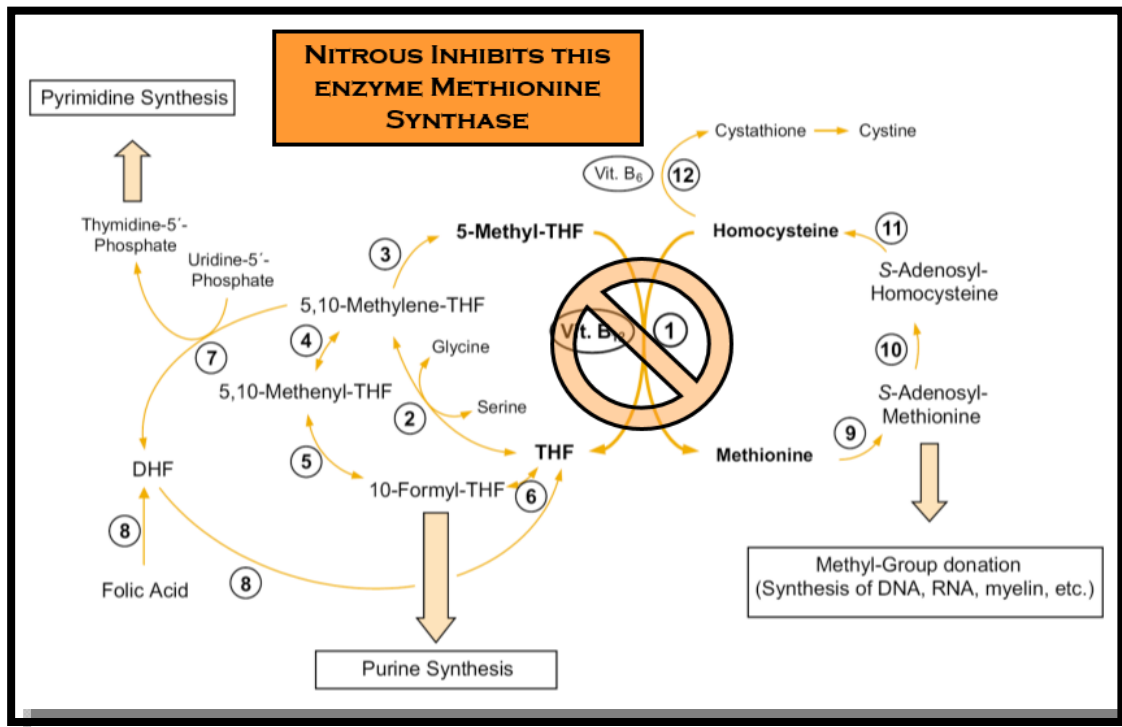 NITROUS INHIBITS THIS
ENZYME METHIONINE
SYNTHASE
Pyrimidine Synthesis
Cystathione
Cystine
Vit. B₆
12
Thymidine-5´-
Phosphate
Uridine-5´-
Phosphate
3
5-Methyl-THF
Homocysteine
11
S-Adenosyl-
Homocysteine
5,10-Methylene-THF
4
7
Glycine
Vit. B₁₂
1
10
5,10-Methenyl-THF
2
Serine
S-Adenosyl-
Methionine
9
DHF
5
THF
Methionine
10-Formyl-THF
6
8
Folic Acid
8
Methyl-Group donation
(Synthesis of DNA, RNA, myelin, etc.)
Purine Synthesis